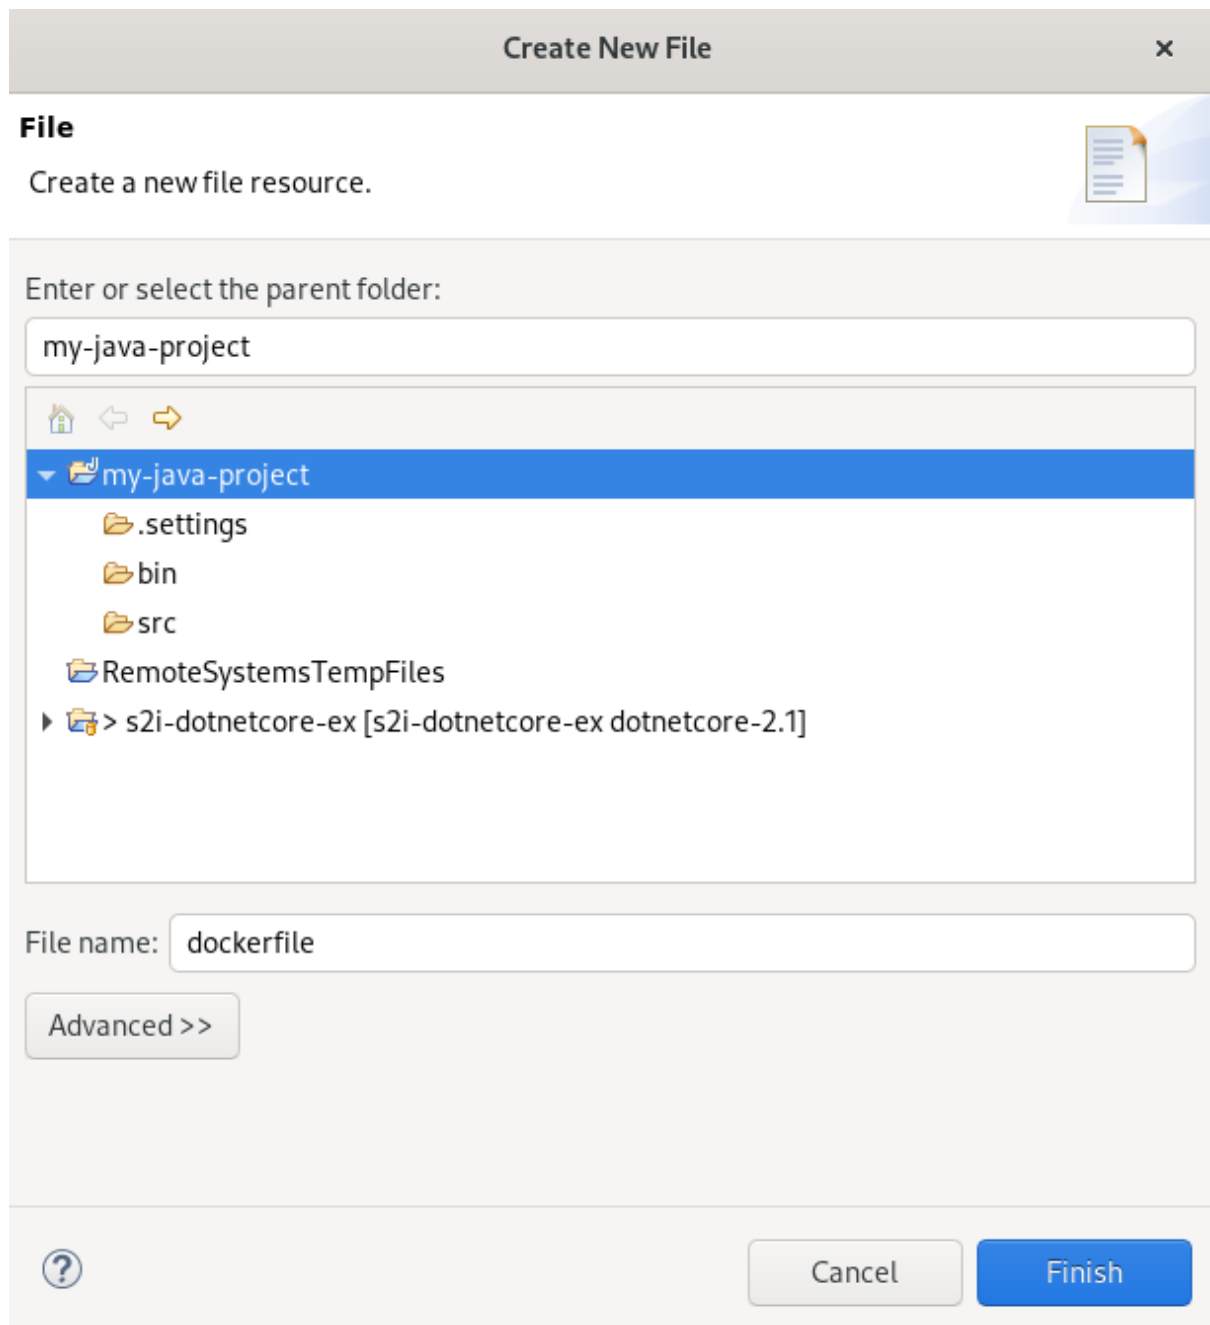 Create New File
File
Create a new file resource.
Enter or select the parent folder:
my-java-project
my-java-project
.settings
bin
src
RemoteSystemsTempFiles
> s2i-dotnetcore-ex [s2i-dotnetcore-ex dotnetcore-2.1]
File name: dockerfile
Advanced >>
Cancel Finish